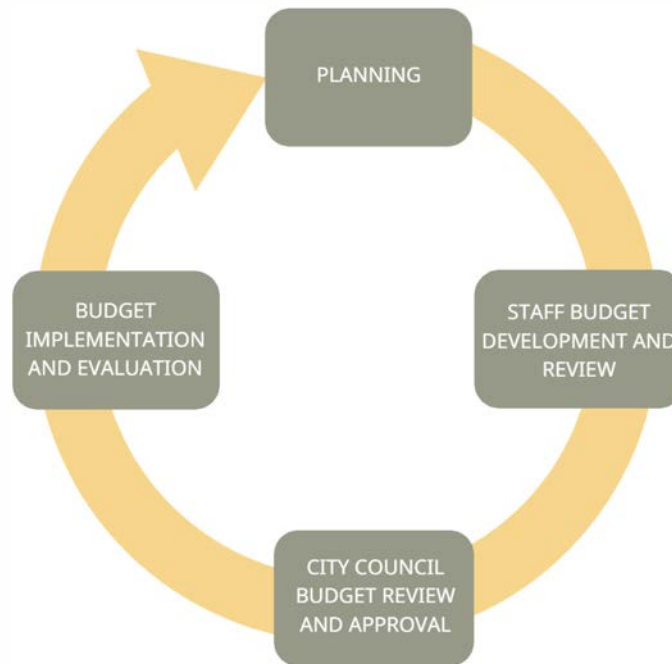 PLANNING
STAFF BUDGET
DEVELOPMENT AND
REVIEW
CITY COUNCIL
BUDGET REVIEW
AND APPROVAL
BUDGET
IMPLEMENTATION
AND EVALUATION